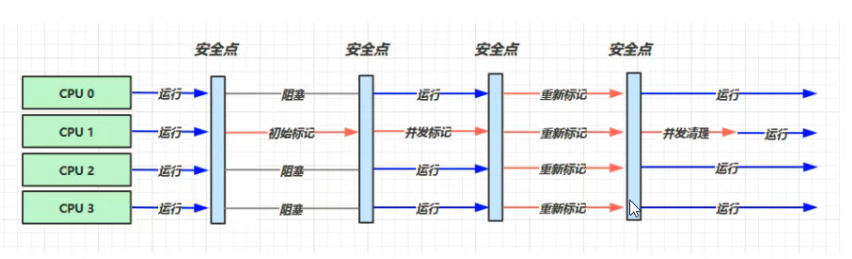 安全点 安全点 安全点 安全点
CPU 0 运行 阻塞 运行 重新标记 运行
CPU 1 运行 初始标记 并发标记 重新标记 并发清理 运行
CPU 2 运行 阻塞 运行 重新标记 运行
CPU 3 运行 阻塞 运行 重新标记 运行